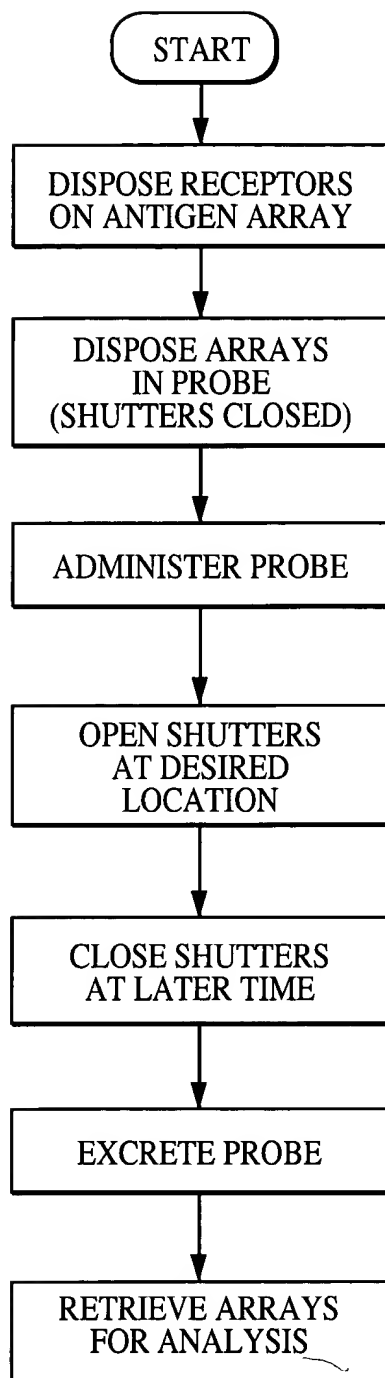 START
DISPOSE RECEPTORS
ON ANTIGEN ARRAY
DISPOSE ARRAYS
IN PROBE
(SHUTTERS CLOSED)
ADMINISTER PROBE
OPEN SHUTTERS
AT DESIRED
LOCATION
CLOSE SHUTTERS
AT LATER TIME
EXCRETE PROBE
RETRIEVE ARRAYS
FOR ANALYSIS